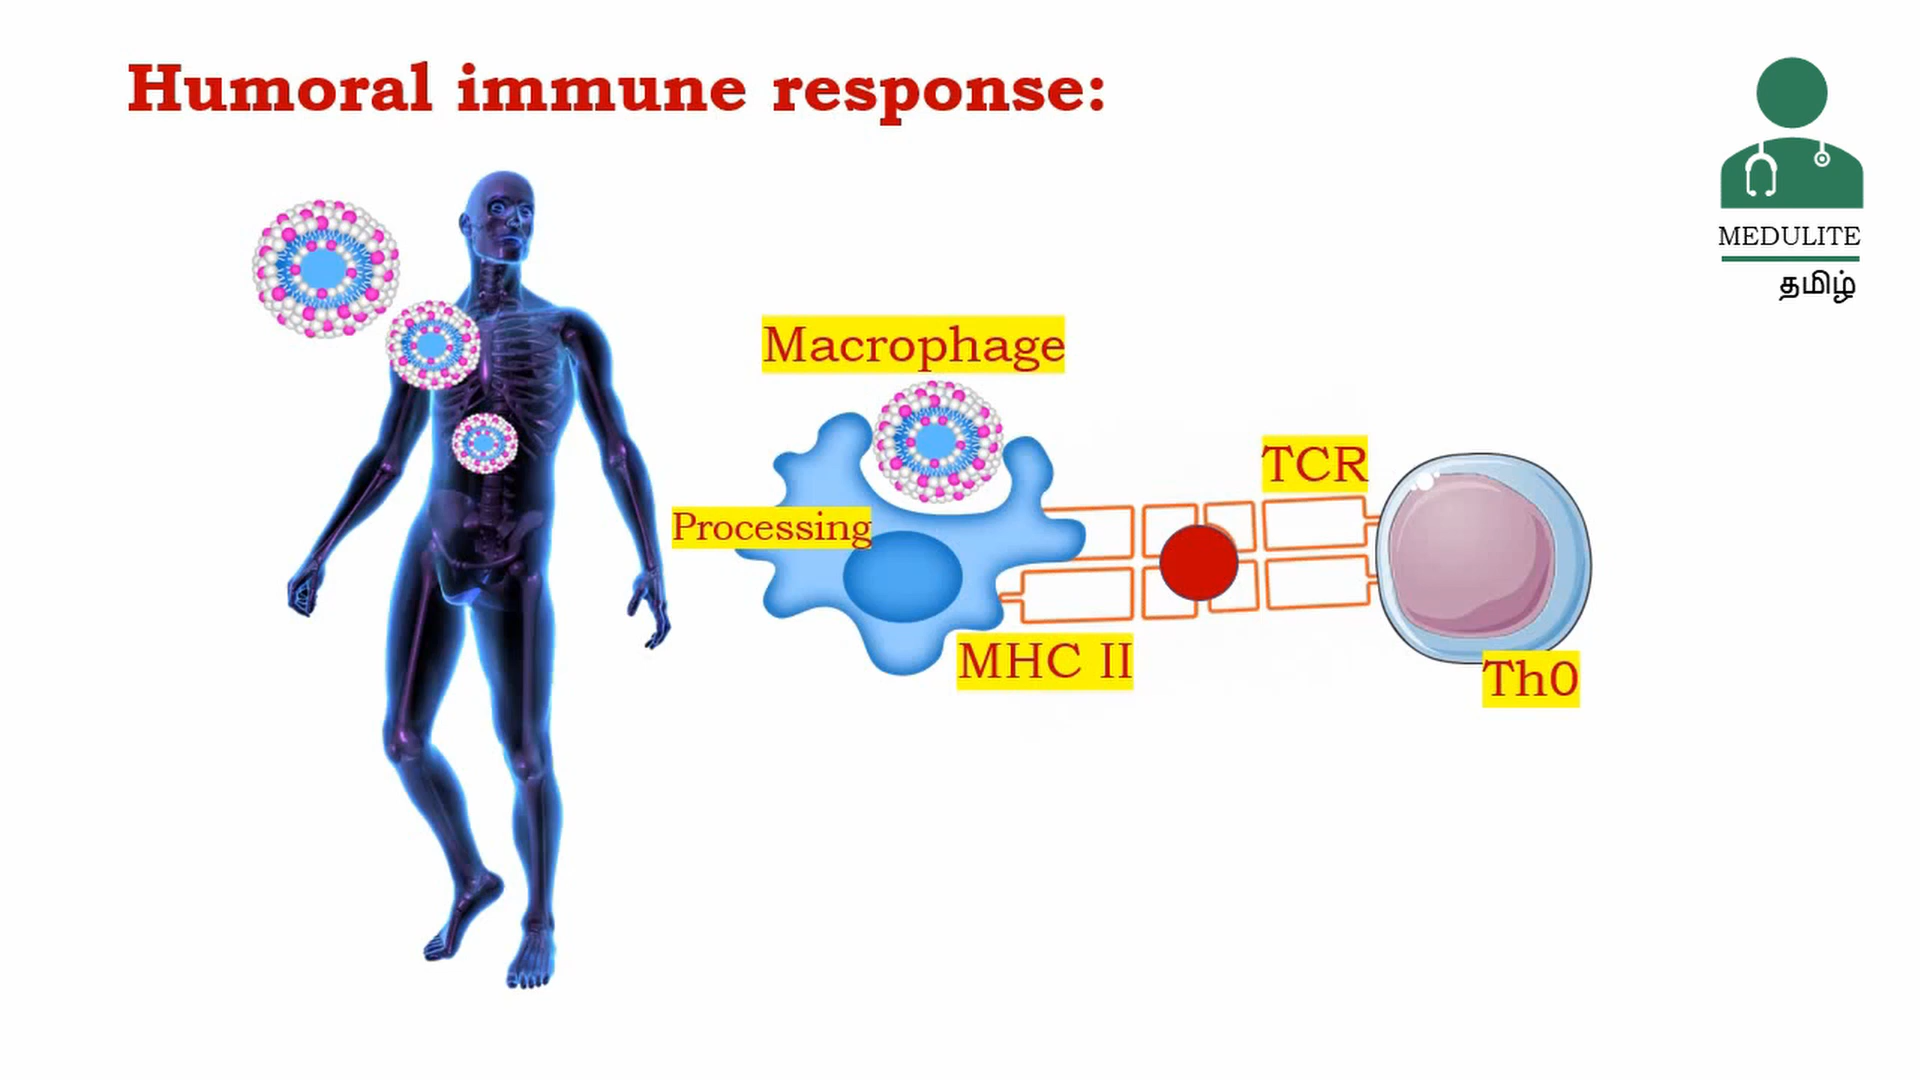 Humoral immune response:
MEDULITE
தமிழ்
Macrophage
TCR
Processing
MHC II
Th0